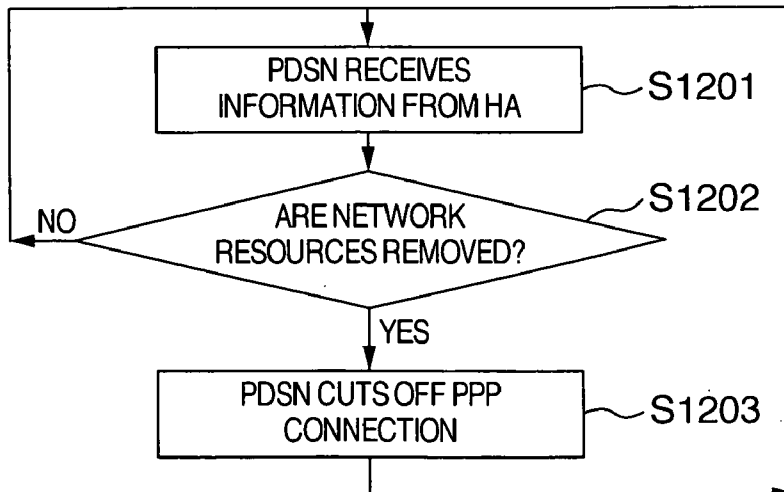 PDSN RECEIVES
INFORMATION FROM HA
S1201
ARE NETWORK
RESOURCES REMOVED?
S1202
NO
YES
PDSN CUTS OFF PPP
CONNECTION
S1203